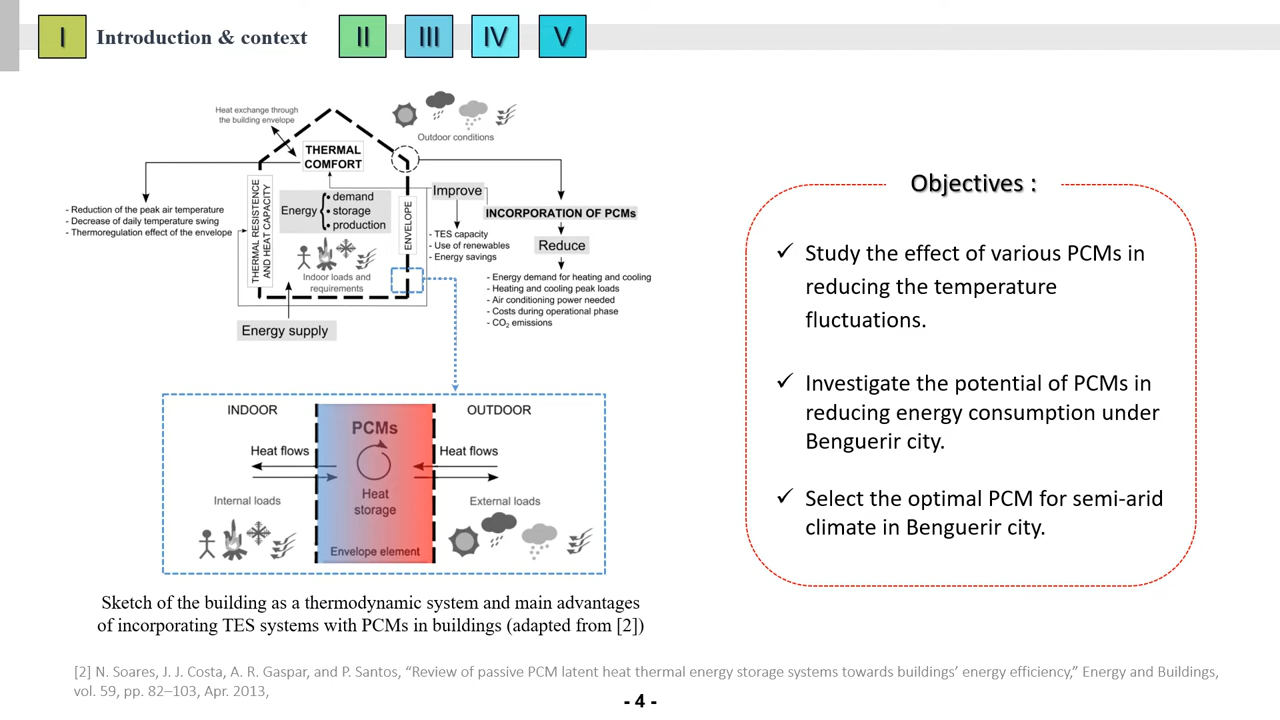 I
Introduction & context
II
III
IV
V
Heat exchange through
the building envelope
Outdoor conditions
THERMAL
COMFORT
THERMAL RESISTENCE
AND HEAT CAPACITY
Energy
• demand
• storage
• production
ENVELOPE
Indoor loads and
requirements
Energy supply
- Reduction of the peak air temperature
- Decrease of daily temperature swing
- Thermoregulation effect of the envelope
Improve
- TES capacity
- Use of renewables
- Energy savings
INCORPORATION OF PCMs
Reduce
- Energy demand for heating and cooling
- Heating and cooling peak loads
- Air conditioning power needed
- Costs during operational phase
- CO₂ emissions
INDOOR
OUTDOOR
PCMs
Heat flows
Heat flows
Heat
storage
Internal loads
External loads
Envelope element
Sketch of the building as a thermodynamic system and main advantages
of incorporating TES systems with PCMs in buildings (adapted from [2])
Objectives :
✓ Study the effect of various PCMs in
reducing the temperature
fluctuations.
✓ Investigate the potential of PCMs in
reducing energy consumption under
Benguerir city.
✓ Select the optimal PCM for semi-arid
climate in Benguerir city.
[2] N. Soares, J. J. Costa, A. R. Gaspar, and P. Santos, “Review of passive PCM latent heat thermal energy storage systems towards buildings’ energy efficiency,” Energy and Buildings,
vol. 59, pp. 82–103, Apr. 2013,
- 4 -